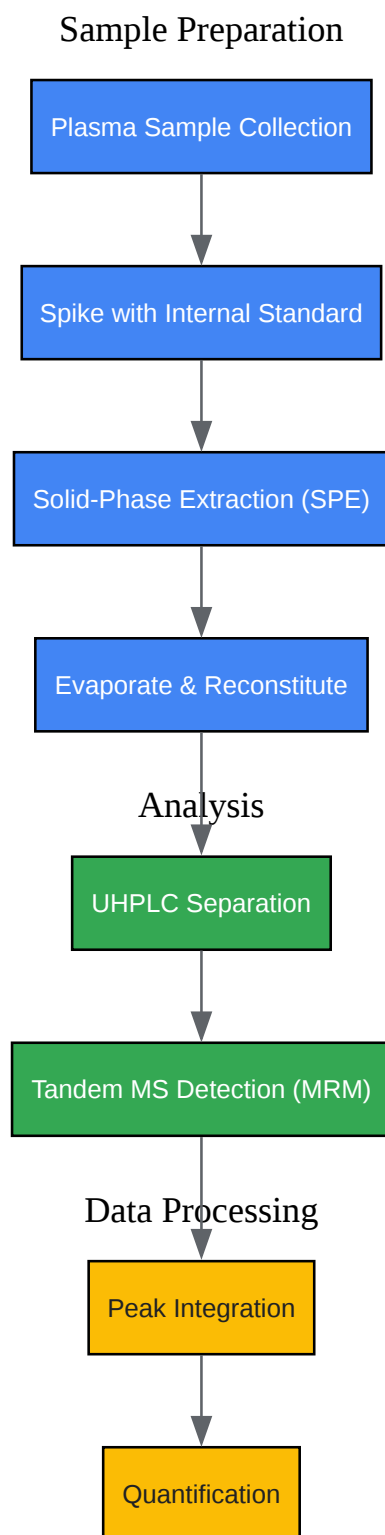 Sample Preparation
Plasma Sample Collection
Spike with Internal Standard
Solid-Phase Extraction (SPE)
Evaporate & Reconstitute
Analysis
UHPLC Separation
Tandem MS Detection (MRM)
Data Processing
Peak Integration
Quantification